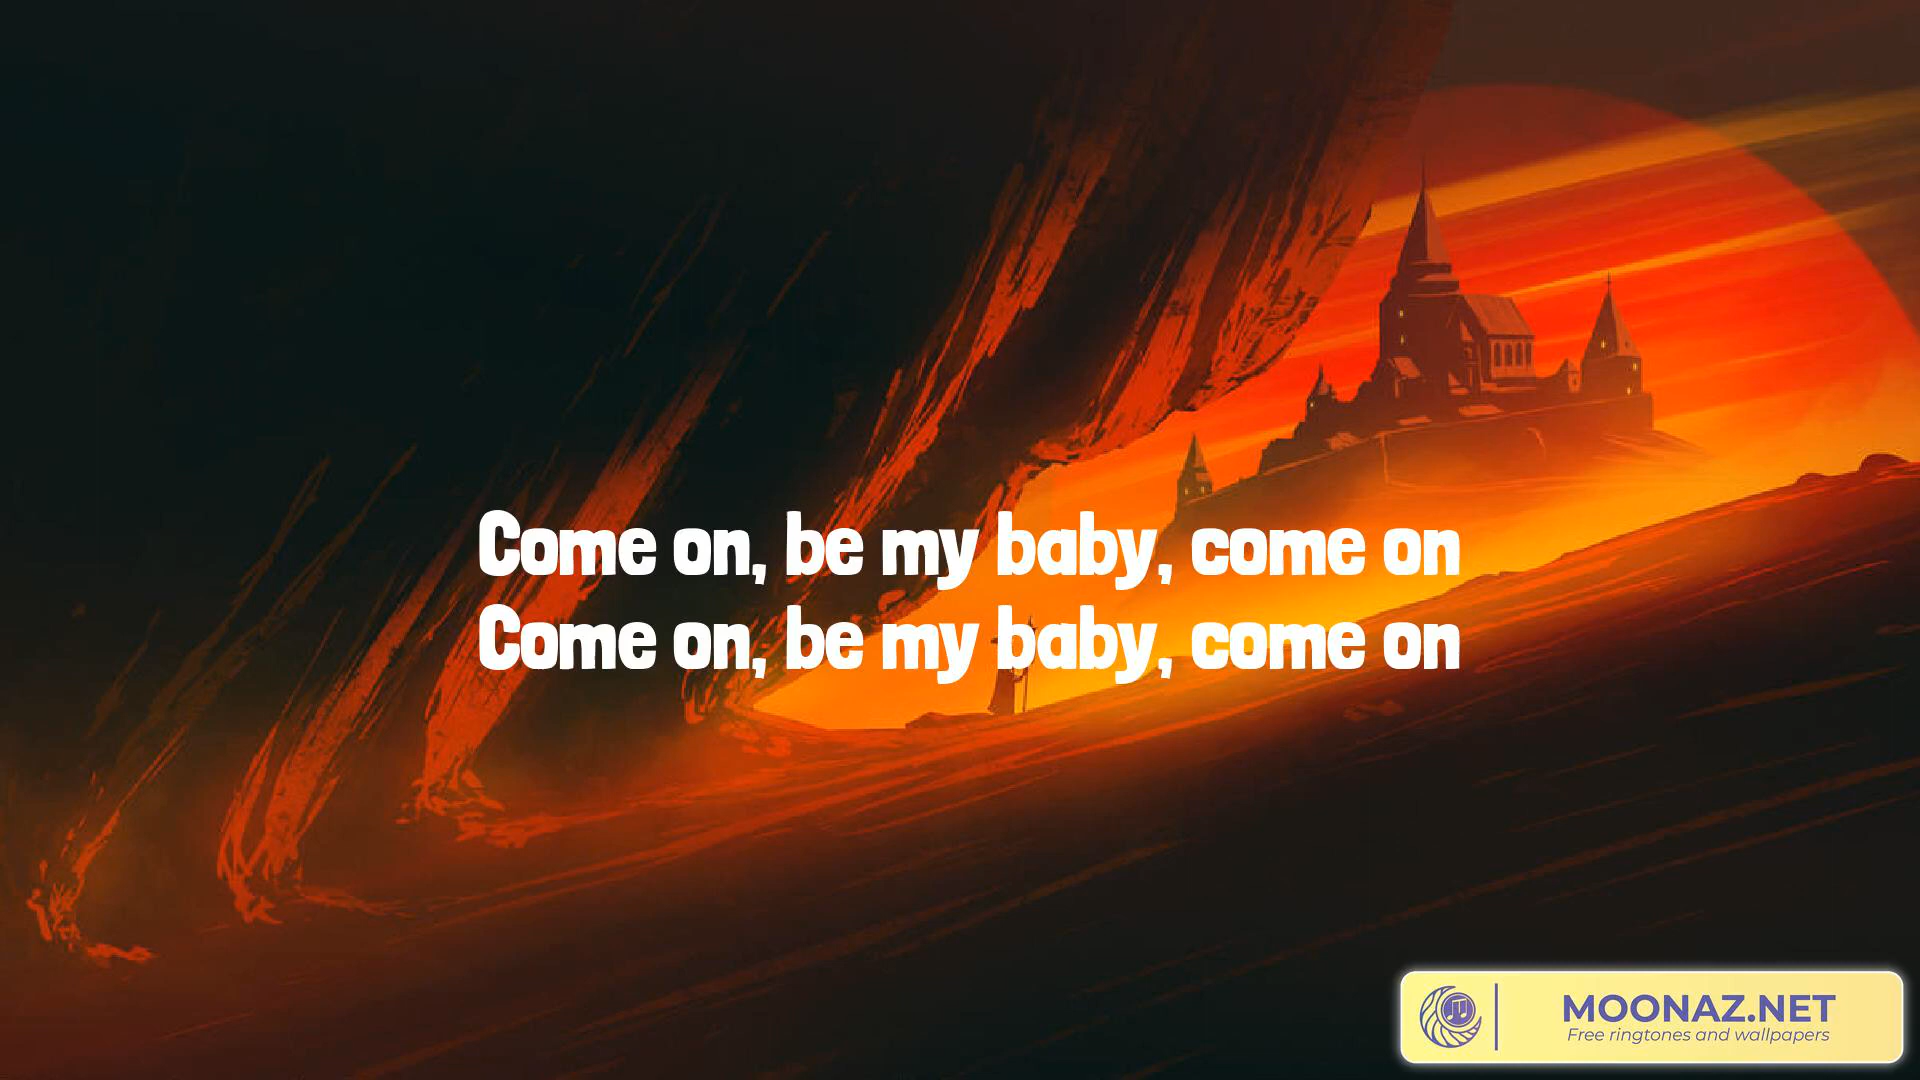 Come on, be my baby, come on
Come on, be my baby, come on
MOONAZ.NET
Free ringtones and wallpapers